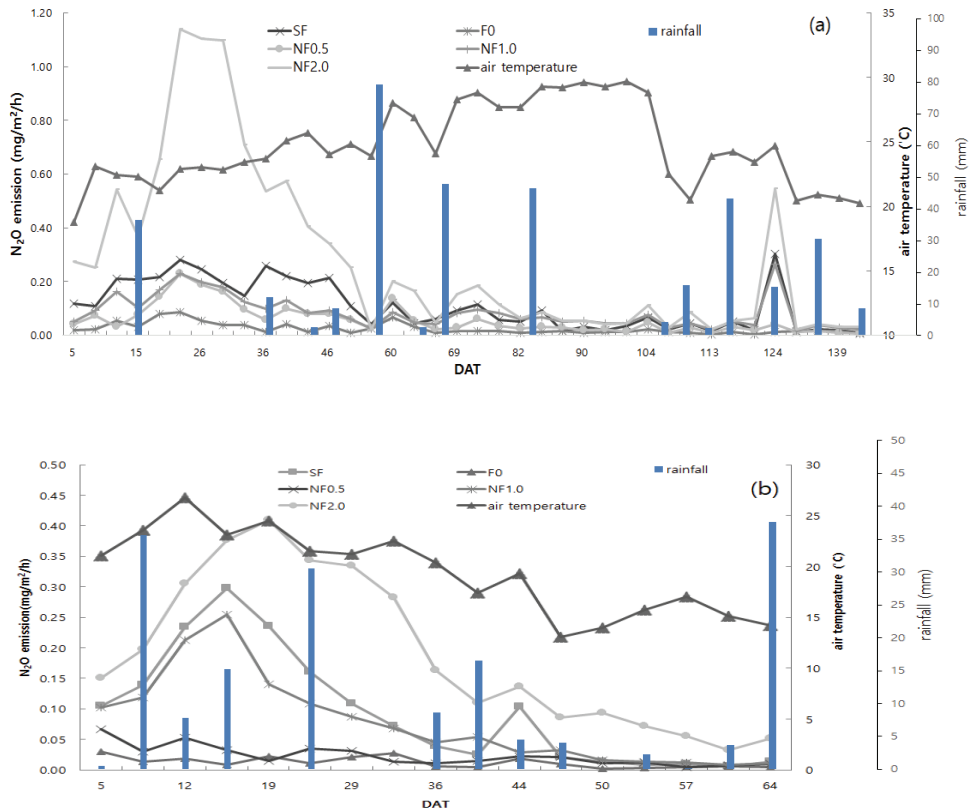 (a)
SF F0 rainfall
NF0.5 NF1.0
NF2.0 air temperature
N₂O emission (mg/m²/h)
1.20
1.00
0.80
0.60
0.40
0.20
0.00
35
30
25
20
15
10
air temperature (˚C)
100
90
80
70
60
50
40
30
20
10
0
rainfall (mm)
5 15 26 36 46 60 69 82 90 104 113 124 139
DAT
(b)
SF F0 rainfall
NF0.5 NF1.0
NF2.0 air temperature
N₂O emission(mg/m²/h)
0.50
0.45
0.40
0.35
0.30
0.25
0.20
0.15
0.10
0.05
0.00
30
25
20
15
10
5
0
air temperature (˚C)
50
45
40
35
30
25
20
15
10
5
0
rainfall (mm)
5 12 19 29 36 44 50 57 64
DAT